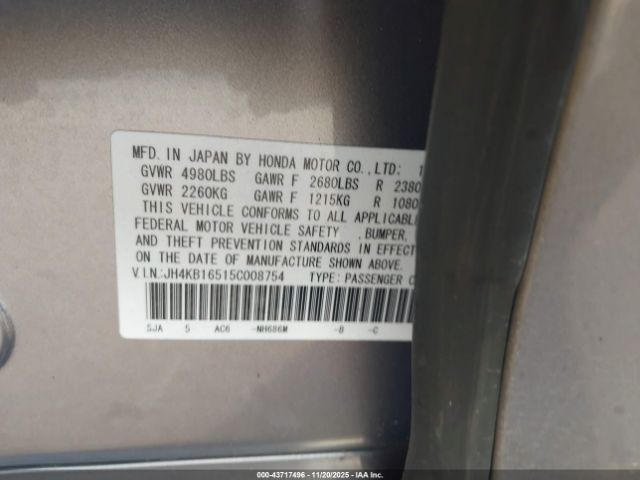 MFD. IN JAPAN BY HONDA MOTOR CO., LTD: 1
GVWR 4980LBS GAWR F 2680LBS R 2380
GVWR 2260KG GAWR F 1215KG R 1080
THIS VEHICLE CONFORMS TO ALL APPLICABL
FEDERAL MOTOR VEHICLE SAFETY , BUMPER,
AND THEFT PREVENTION STANDARDS IN EFFECT
ON THE DATE OF MANUFACTURE SHOWN ABOVE.
V.I.N: JH4KB16515C008754 TYPE: PASSENGER C
SJA 5 AC6 -NH686M -B -C
000-43717496 - 11/20/2025 - IAA Inc.